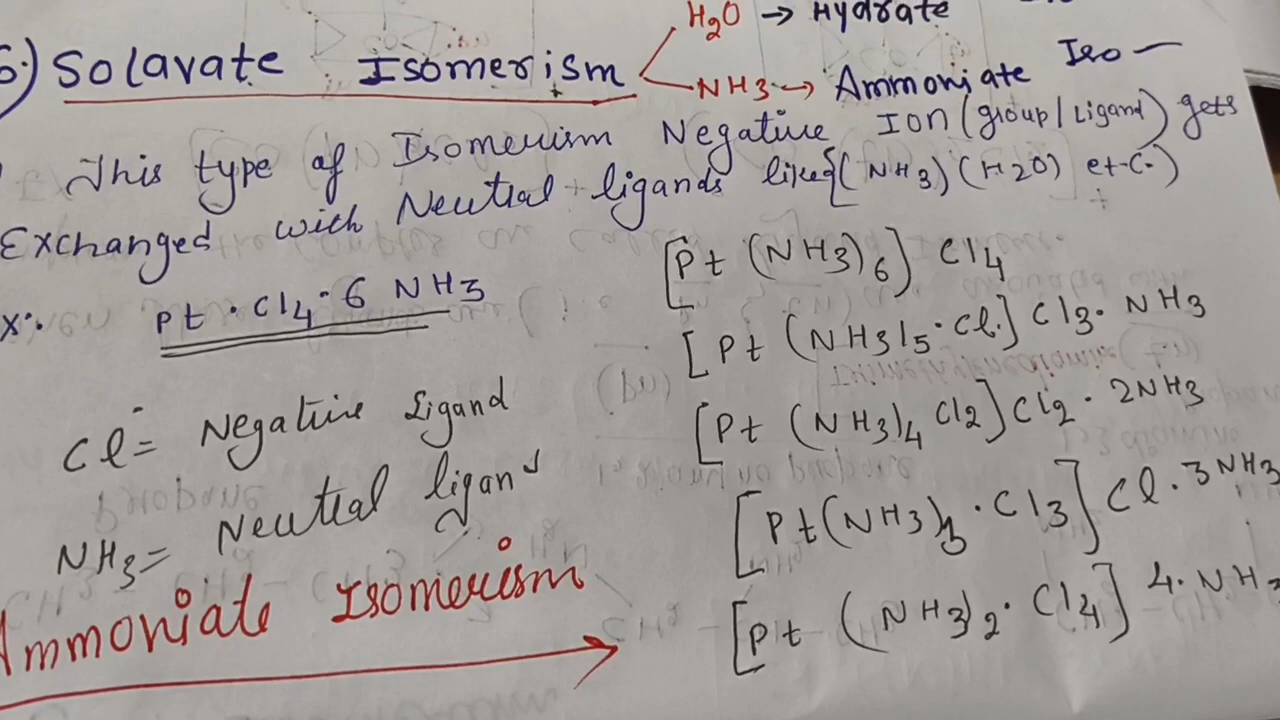 H2O → Hydrate
Solavate Isomerism
NH3 → Ammoniate Iso —
This type of Isomerism Negative Ion (group/Ligand) gets
Exchanged with Neutral ligands like{(NH3) (H2O) etc.)
Pt · Cl4 · 6 NH3
[Pt (NH3)6] Cl4
[Pt (NH3)5 · Cl.] Cl3 · NH3
[Pt (NH3)4 Cl2] Cl2 · 2NH3
[Pt (NH3)3 · Cl3] Cl · 3 NH3
[Pt (NH3)2 · Cl4] 4 · NH3
Cl⁻ = Negative Ligand
NH3 = Neutral ligand
Ammoniate Isomerism